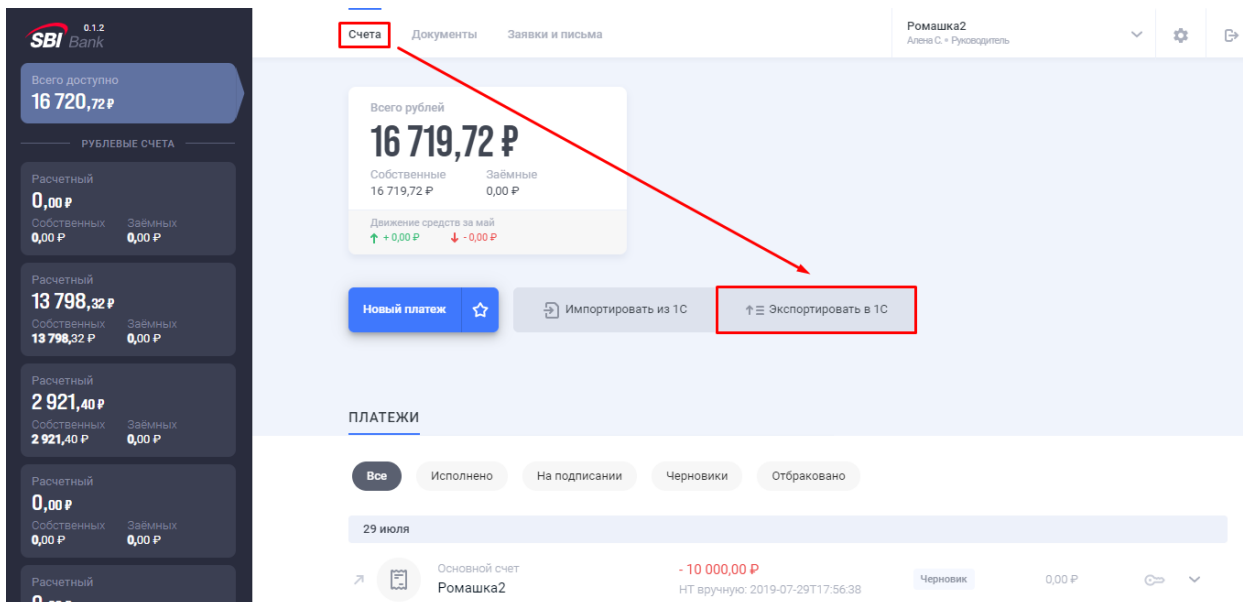 0.1.2
SBI Bank
Всего доступно
16 720,72 ₽
РУБЛЕВЫЕ СЧЕТА
Расчетный
0,00 ₽
Собственных Заёмных
0,00 ₽ 0,00 ₽
Расчетный
13 798,32 ₽
Собственных Заёмных
13 798,32 ₽ 0,00 ₽
Расчетный
2 921,40 ₽
Собственных Заёмных
2 921,40 ₽ 0,00 ₽
Расчетный
0,00 ₽
Собственных Заёмных
0,00 ₽ 0,00 ₽
Расчетный
Счета Документы Заявки и письма
Ромашка2
Алена С. • Руководитель
Всего рублей
16 719,72 ₽
Собственные Заёмные
16 719,72 ₽ 0,00 ₽
Движение средств за май
+ 0,00 ₽ - 0,00 ₽
Новый платеж Импортировать из 1С Экспортировать в 1С
ПЛАТЕЖИ
Все Исполнено На подписании Черновики Отбраковано
29 июля
Основной счет - 10 000,00 ₽ Черновик 0,00 ₽
Ромашка2 НТ вручную: 2019-07-29T17:56:38